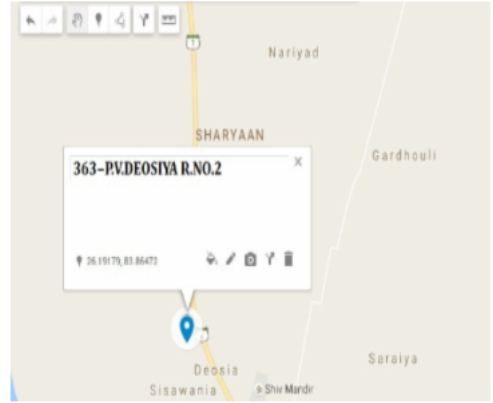 Nariyad
SHARYAAN
Gardhouli
363-P.V.DEOSIYA R.NO.2
26.19179, 83.86472
Deosia
Saraiya
Sisawania
Shiv Mandir